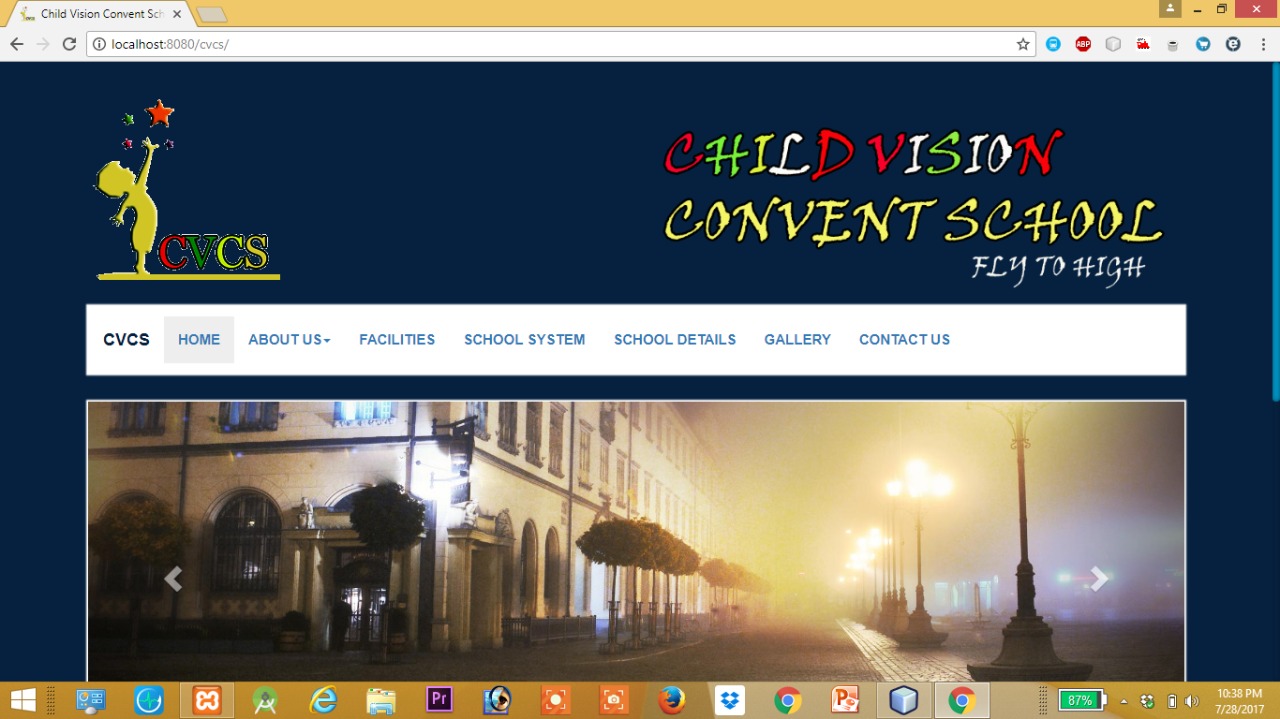 Child Vision Convent Sch
localhost:8080/cvcs/
ABP
CHILD VISION
CONVENT SCHOOL
FLY TO HIGH
CVCS
CVCS HOME ABOUT US FACILITIES SCHOOL SYSTEM SCHOOL DETAILS GALLERY CONTACT US
Pr
87%
10:38 PM
7/28/2017